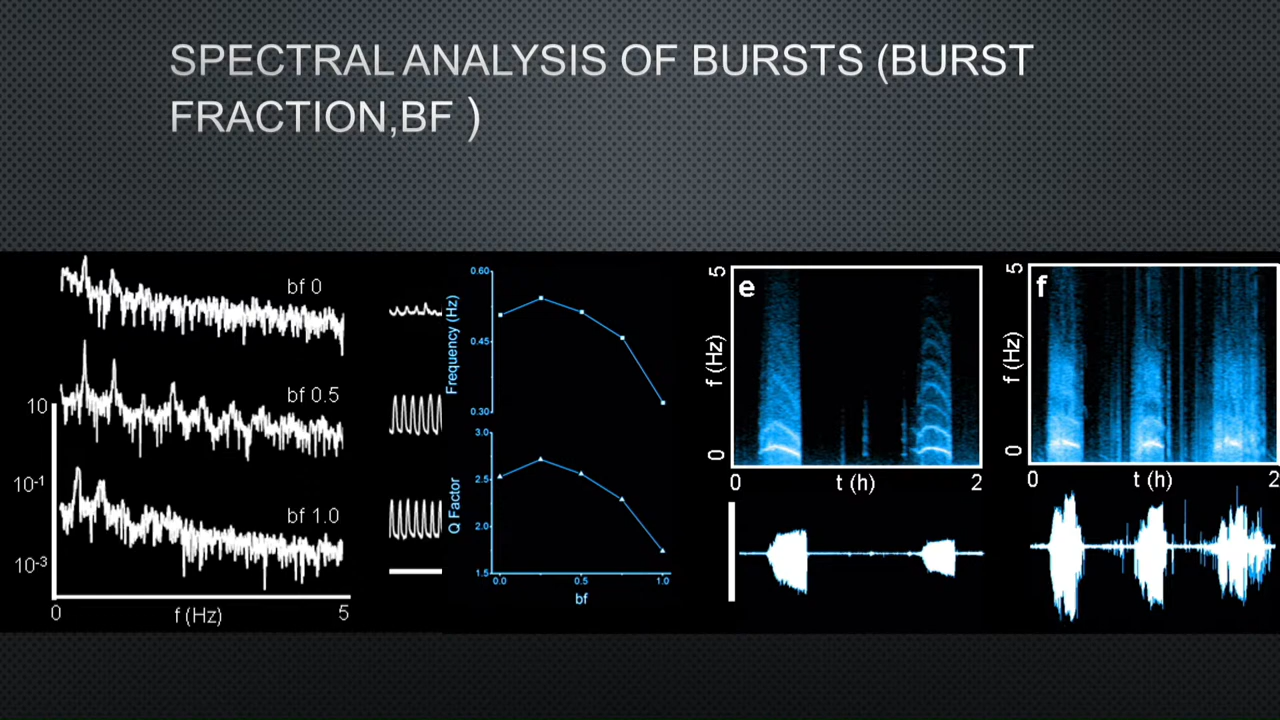 SPECTRAL ANALYSIS OF BURSTS (BURST
FRACTION,BF )
bf 0
bf 0.5
bf 1.0
10
10-1
10-3
0
f (Hz)
5
Frequency (Hz)
0.60
0.45
0.30
Q Factor
3.0
2.5
2.0
1.5
0.0
0.5
1.0
bf
e
5
f (Hz)
0
0
t (h)
2
f
5
f (Hz)
0
0
t (h)
2